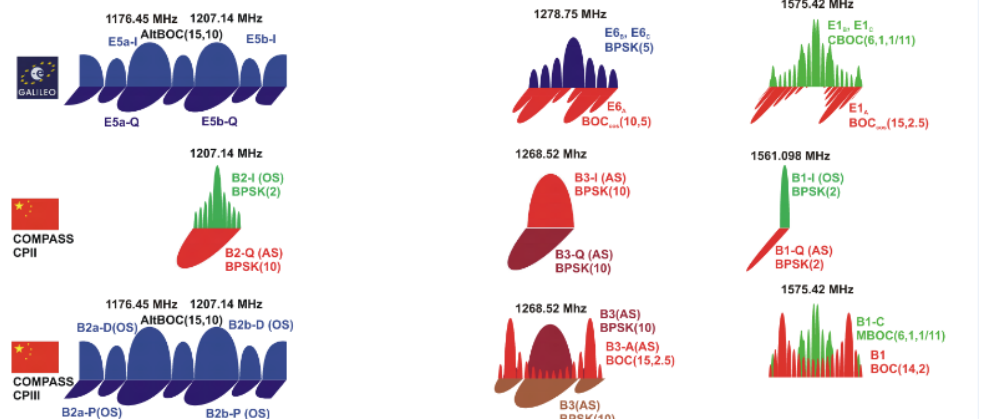 1176.45 MHz 1207.14 MHz
AltBOC(15,10)
E5a-I
E5b-I
GALILEO
E5a-Q
E5b-Q
1278.75 MHz
E6B, E6C
BPSK(5)
E6A
BOCcos(10,5)
1575.42 MHz
E1B, E1C
CBOC(6,1,1/11)
E1A
BOCcos(15,2.5)
COMPASS
CPII
1207.14 MHz
B2-I (OS)
BPSK(2)
B2-Q (AS)
BPSK(10)
1268.52 Mhz
B3-I (AS)
BPSK(10)
B3-Q (AS)
BPSK(10)
1561.098 MHz
B1-I (OS)
BPSK(2)
B1-Q (AS)
BPSK(2)
COMPASS
CPIII
1176.45 MHz 1207.14 MHz
AltBOC(15,10)
B2a-D(OS)
B2b-D (OS)
B2a-P(OS)
B2b-P (OS)
1268.52 MHz
B3(AS)
BPSK(10)
B3-A(AS)
BOC(15,2.5)
B3(AS)
BPSK(10)
1575.42 MHz
B1-C
MBOC(6,1,1/11)
B1
BOC(14,2)